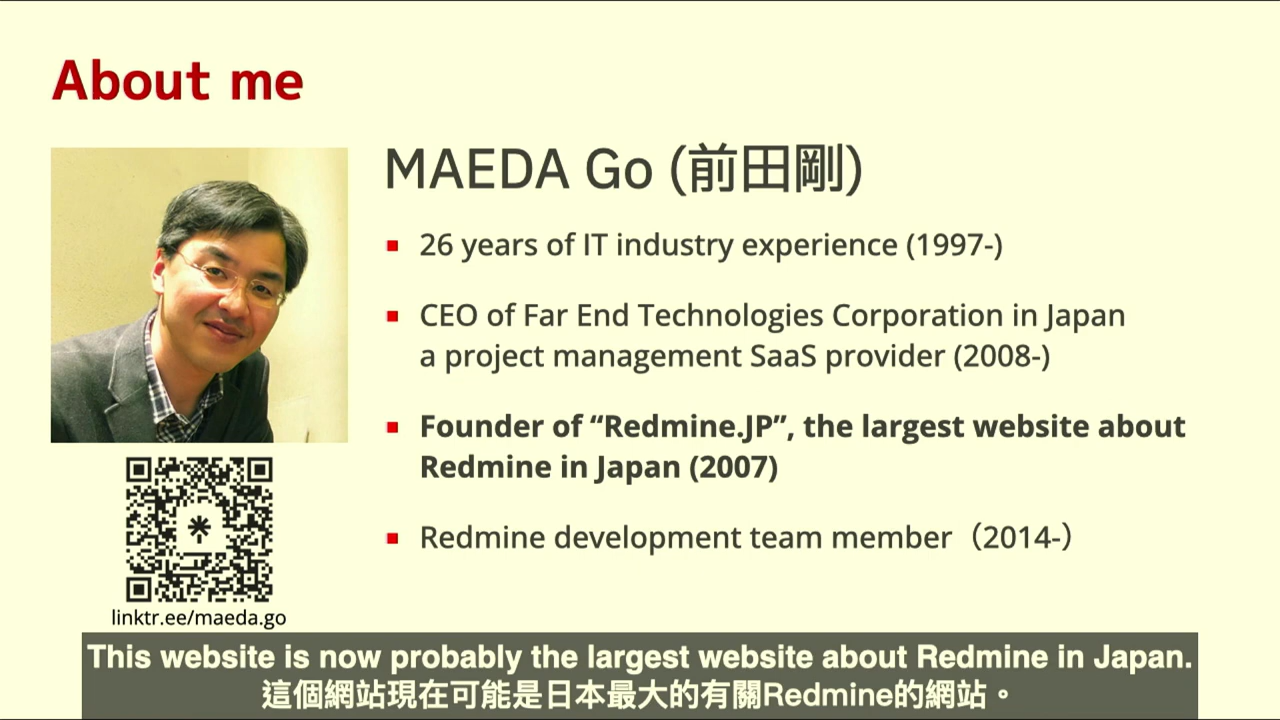 About me
MAEDA Go (前田剛)
26 years of IT industry experience (1997-)
CEO of Far End Technologies Corporation in Japan
a project management SaaS provider (2008-)
Founder of “Redmine.JP”, the largest website about
Redmine in Japan (2007)
Redmine development team member（2014-）
linktr.ee/maeda.go
This website is now probably the largest website about Redmine in Japan.
這個網站現在可能是日本最大的有關Redmine的網站。